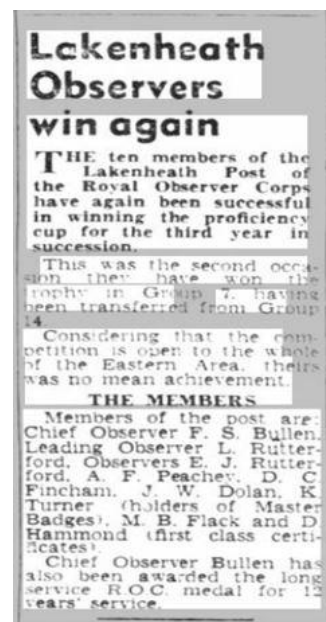 Lakenheath
Observers
win again
THE ten members of the
Lakenheath Post of
the Royal Observer Corps
have again been successful
in winning the proficiency
cup for the third year in
succession.
This was the second occa-
sion they have won the
trophy in Group 7, having
been transferred from Group
14.
Considering that the com-
petition is open to the whole
of the Eastern Area, theirs
was no mean achievement.
THE MEMBERS
Members of the post are:
Chief Observer F. S. Bullen,
Leading Observer L. Rutter-
ford, Observers E. J. Rutter-
ford, A. F. Peachey, D. C.
Fincham, J. W. Dolan, K.
Turner (holders of Master
Badges), M. B. Flack and D.
Hammond (first class certi-
ficates).
Chief Observer Bullen has
also been awarded the long
service R.O.C. medal for 12
years' service.